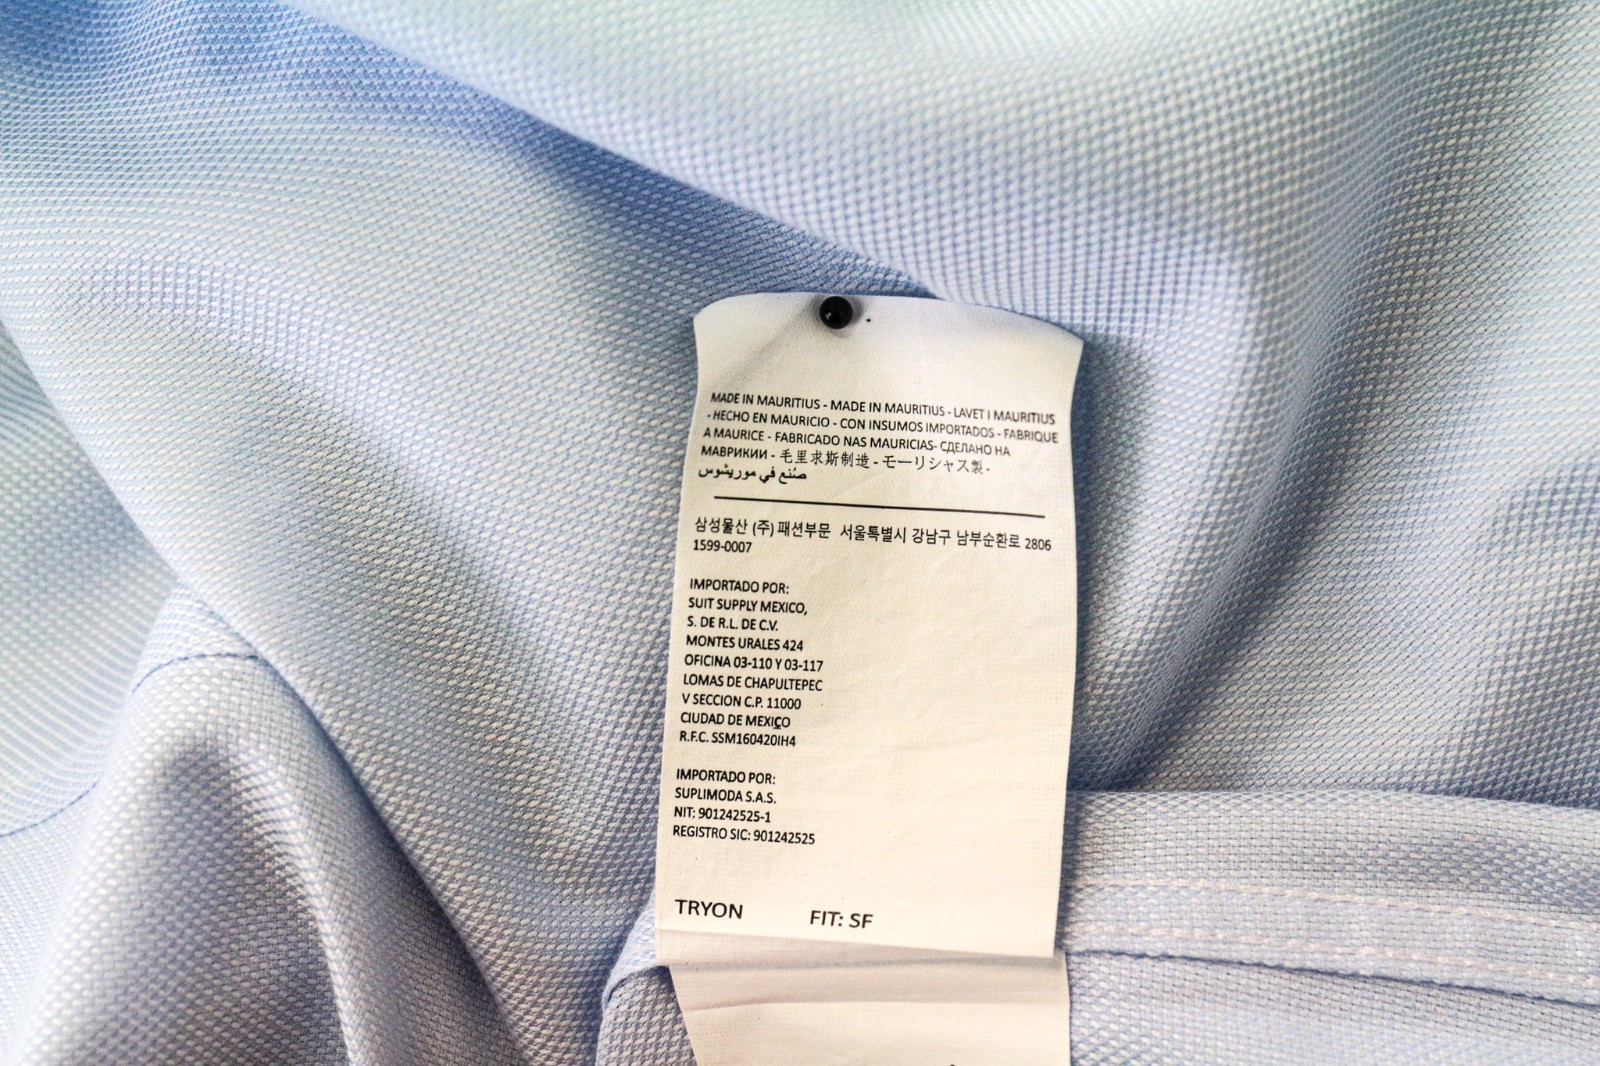 MADE IN MAURITIUS - MADE IN MAURITIUS - LAVET I MAURITIUS
- HECHO EN MAURICIO - CON INSUMOS IMPORTADOS - FABRIQUE
A MAURICE - FABRICADO NAS MAURICIAS- СДЕЛАНО НА
МАВРИКИИ - 毛里求斯制造 - モーリシャス製 -
صُنع في موريشوس
삼성물산 (주) 패션부문 서울특별시 강남구 남부순환로 2806
1599-0007
IMPORTADO POR:
SUIT SUPPLY MEXICO,
S. DE R.L. DE C.V.
MONTES URALES 424
OFICINA 03-110 Y 03-117
LOMAS DE CHAPULTEPEC
V SECCION C.P. 11000
CIUDAD DE MEXICO
R.F.C. SSM160420IH4
IMPORTADO POR:
SUPLIMODA S.A.S.
NIT: 901242525-1
REGISTRO SIC: 901242525
TRYON FIT: SF